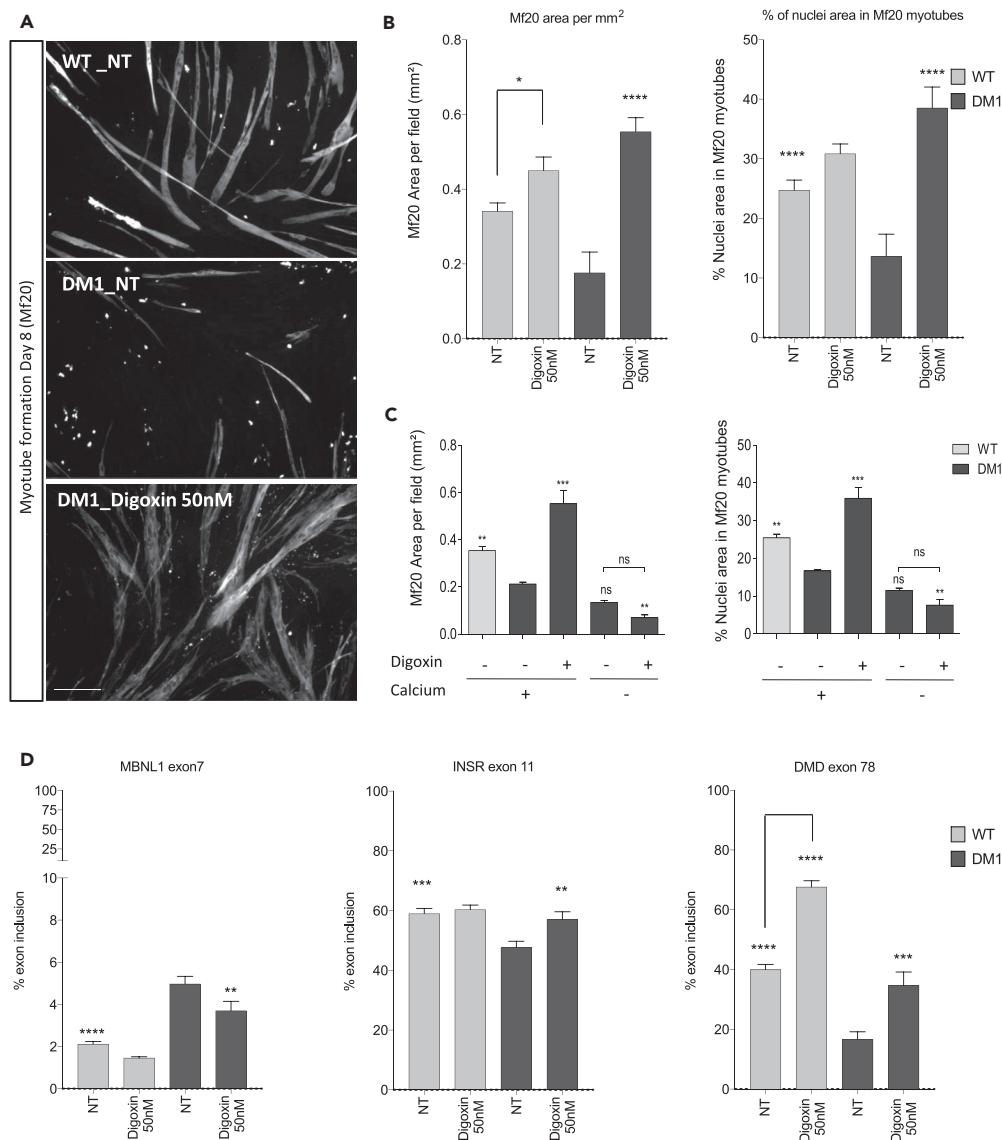 A
Myotube formation Day 8 (Mf20)
WT _NT
DM1_NT
DM1_Digoxin 50nM
B
Mf20 area per mm²
Mf20 Area per field (mm²)
0.8
0.6
0.4
0.2
0.0
*
****
NT
Digoxin
50nM
NT
Digoxin
50nM
% of nuclei area in Mf20 myotubes
% Nuclei area in Mf20 myotubes
50
40
30
20
10
0
****
****
NT
Digoxin
50nM
NT
Digoxin
50nM
WT
DM1
C
Mf20 Area per field (mm²)
0.8
0.6
0.4
0.2
0.0
**
***
ns
ns
**
Digoxin
- - + - +
Calcium
+ -
% Nuclei area in Mf20 myotubes
50
40
30
20
10
0
**
***
ns
ns
**
- - + - +
+ -
WT
DM1
D
MBNL1 exon7
% exon inclusion
100
75
50
25
10
8
6
4
2
0
****
**
NT
Digoxin
50nM
NT
Digoxin
50nM
INSR exon 11
% exon inclusion
100
80
60
40
20
0
***
**
NT
Digoxin
50nM
NT
Digoxin
50nM
DMD exon 78
% exon inclusion
100
80
60
40
20
0
****
****
***
NT
Digoxin
50nM
NT
Digoxin
50nM
WT
DM1